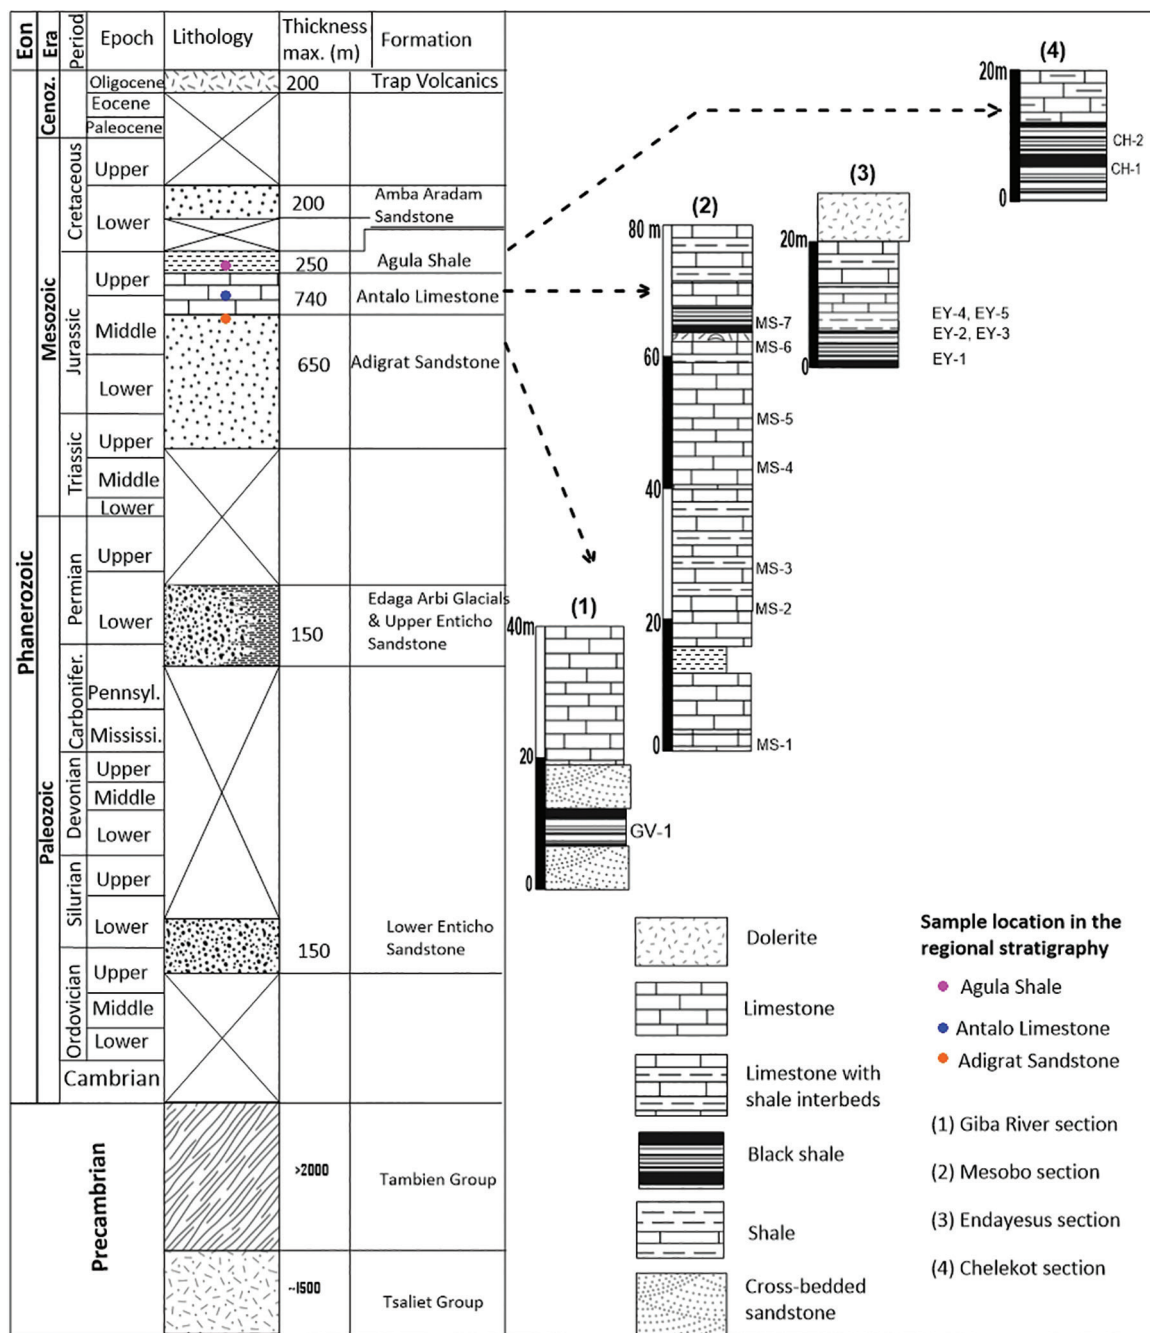 Eon
Era
Period
Epoch
Lithology
Thickness
max. (m)
Formation
Phanerozoic
Precambrian
Cenoz.
Mesozoic
Paleozoic
Cretaceous
Jurassic
Triassic
Permian
Carbonifer.
Devonian
Silurian
Ordovician
Cambrian
Oligocene
Eocene
Paleocene
Upper
Lower
Upper
Middle
Lower
Upper
Middle
Lower
Upper
Lower
Pennsyl.
Mississi.
Upper
Middle
Lower
Upper
Lower
Upper
Middle
Lower
200
Trap Volcanics
200
Amba Aradam
Sandstone
250
Agula Shale
740
Antalo Limestone
650
Adigrat Sandstone
150
Edaga Arbi Glacials
& Upper Enticho
Sandstone
150
Lower Enticho
Sandstone
>2000
Tambien Group
~1500
Tsaliet Group
(1)
40m
20
0
GV-1
(2)
80 m
60
40
20
0
MS-7
MS-6
MS-5
MS-4
MS-3
MS-2
MS-1
(3)
20m
0
EY-4, EY-5
EY-2, EY-3
EY-1
(4)
20m
0
CH-2
CH-1
Dolerite
Limestone
Limestone with
shale interbeds
Black shale
Shale
Cross-bedded
sandstone
Sample location in the
regional stratigraphy
Agula Shale
Antalo Limestone
Adigrat Sandstone
(1) Giba River section
(2) Mesobo section
(3) Endayesus section
(4) Chelekot section